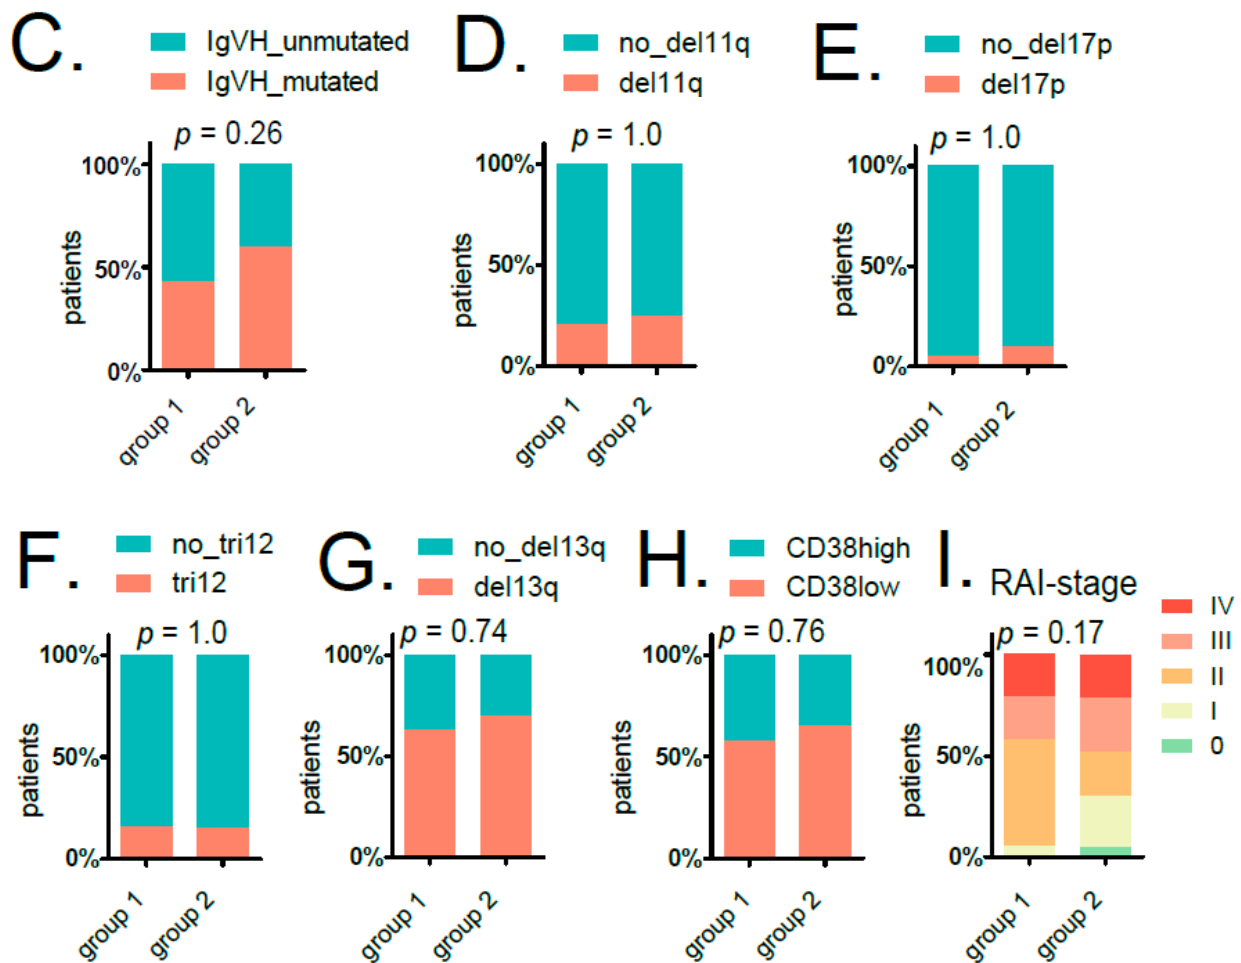 C.
IgVH_unmutated
IgVH_mutated
p = 0.26
100%
50%
0%
patients
group 1
group 2
D.
no_del11q
del11q
p = 1.0
100%
50%
0%
patients
group 1
group 2
E.
no_del17p
del17p
p = 1.0
100%
50%
0%
patients
group 1
group 2
F.
no_tri12
tri12
p = 1.0
100%
50%
0%
patients
group 1
group 2
G.
no_del13q
del13q
p = 0.74
100%
50%
0%
patients
group 1
group 2
H.
CD38high
CD38low
p = 0.76
100%
50%
0%
patients
group 1
group 2
I.
RAI-stage
p = 0.17
IV
III
II
I
0
100%
50%
0%
patients
group 1
group 2